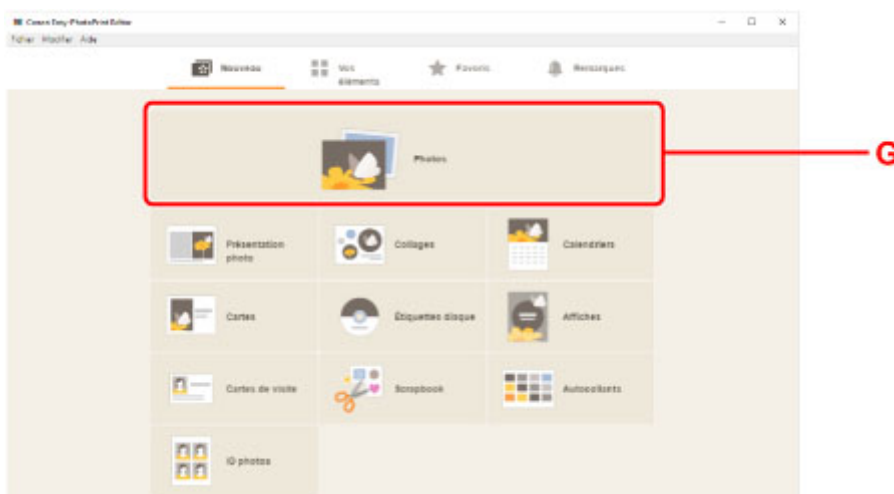 Canon Easy-PhotoPrint Editor
Fichier Modifier Aide
Nouveau Vos éléments Favoris Remarques
Photos
G
Présentation photo
Collages
Calendriers
Cartes
Étiquettes disque
Affiches
Cartes de visite
Scrapbook
Autocollants
ID photos